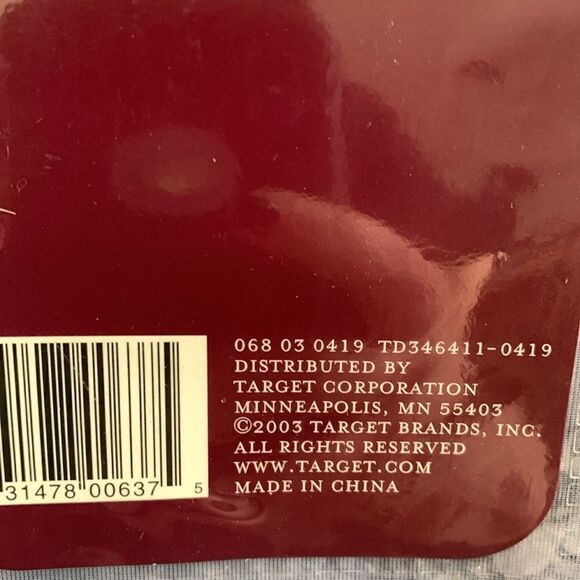 068 03 0419 TD346411-0419
DISTRIBUTED BY
TARGET CORPORATION
MINNEAPOLIS, MN 55403
©2003 TARGET BRANDS, INC.
ALL RIGHTS RESERVED
WWW.TARGET.COM
MADE IN CHINA
31478 00637 5